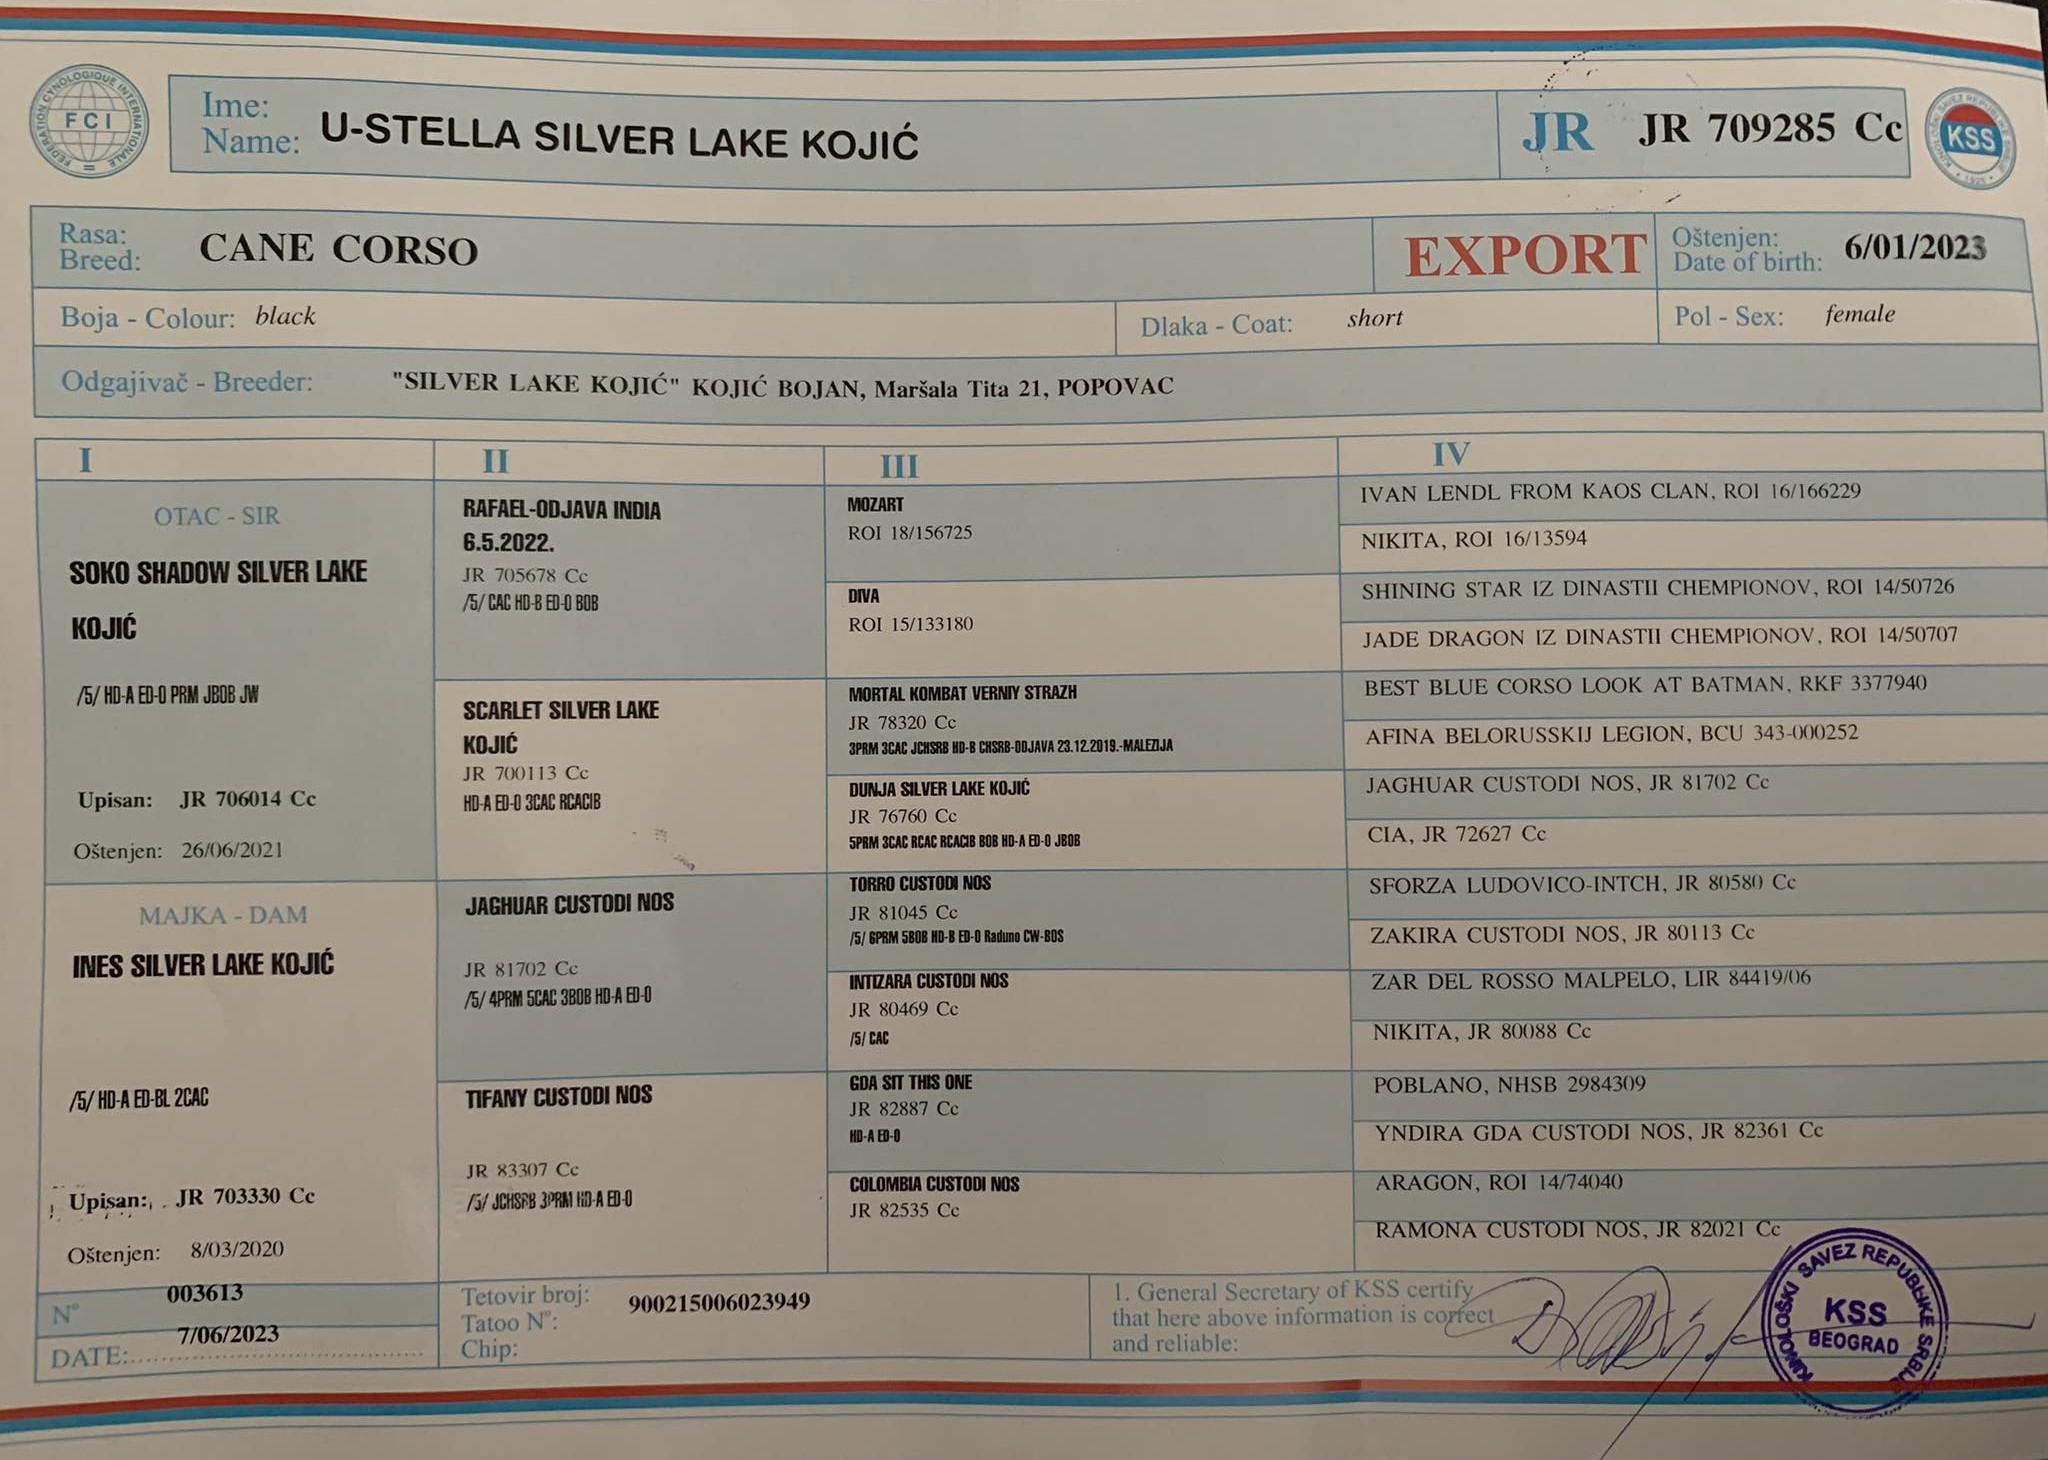 FEDERATION CYNOLOGIQUE INTERNATIONALE
FCI
Ime:
Name: U-STELLA SILVER LAKE KOJIĆ
JR JR 709285 Cc
KSS
1925
Rasa:
Breed: CANE CORSO
EXPORT
Oštenjen:
Date of birth: 6/01/2023
Boja - Colour: black
Dlaka - Coat: short
Pol - Sex: female
Odgajivač - Breeder: "SILVER LAKE KOJIĆ" KOJIĆ BOJAN, Maršala Tita 21, POPOVAC
I
OTAC - SIR
SOKO SHADOW SILVER LAKE
KOJIĆ
/5/ HD-A ED-0 PRM JBOB JW
Upisan: JR 706014 Cc
Oštenjen: 26/06/2021
MAJKA - DAM
INES SILVER LAKE KOJIĆ
/5/ HD-A ED-BL 2CAC
Upisan: JR 703330 Cc
Oštenjen: 8/03/2020
II
RAFAEL-ODJAVA INDIA
6.5.2022.
JR 705678 Cc
/5/ CAC HD-B ED-0 BOB
SCARLET SILVER LAKE
KOJIĆ
JR 700113 Cc
HD-A ED-0 3CAC RCACIB
JAGHUAR CUSTODI NOS
JR 81702 Cc
/5/ 4PRM 5CAC 3BOB HD-A ED-0
TIFANY CUSTODI NOS
JR 83307 Cc
/5/ JCHSRB 3PRM HD-A ED-0
III
MOZART
ROI 18/156725
DIVA
ROI 15/133180
MORTAL KOMBAT VERNIY STRAZH
JR 78320 Cc
3PRM 3CAC JCHSRB HD-B CHSRB-ODJAVA 23.12.2019.-MALEZIJA
DUNJA SILVER LAKE KOJIĆ
JR 76760 Cc
5PRM 3CAC RCAC RCACIB BOB HD-A ED-0 JBOB
TORRO CUSTODI NOS
JR 81045 Cc
/5/ 6PRM 5BOB HD-B ED-0 Raduno CW-BOS
INTIZARA CUSTODI NOS
JR 80469 Cc
/5/ CAC
GDA SIT THIS ONE
JR 82887 Cc
HD-A ED-0
COLOMBIA CUSTODI NOS
JR 82535 Cc
IV
IVAN LENDL FROM KAOS CLAN, ROI 16/166229
NIKITA, ROI 16/13594
SHINING STAR IZ DINASTII CHEMPIONOV, ROI 14/50726
JADE DRAGON IZ DINASTII CHEMPIONOV, ROI 14/50707
BEST BLUE CORSO LOOK AT BATMAN, RKF 3377940
AFINA BELORUSSKIJ LEGION, BCU 343-000252
JAGHUAR CUSTODI NOS, JR 81702 Cc
CIA, JR 72627 Cc
SFORZA LUDOVICO-INTCH, JR 80580 Cc
ZAKIRA CUSTODI NOS, JR 80113 Cc
ZAR DEL ROSSO MALPELO, LIR 84419/06
NIKITA, JR 80088 Cc
POBLANO, NHSB 2984309
YNDIRA GDA CUSTODI NOS, JR 82361 Cc
ARAGON, ROI 14/74040
RAMONA CUSTODI NOS, JR 82021 Cc
N° 003613
DATE: 7/06/2023
Tetovir broj:
Tatoo N°: 900215006023949
Chip:
1. General Secretary of KSS certify
that here above information is correct
and reliable:
KINOLOŠKI SAVEZ REPUBLIKE SRBIJE
KSS
BEOGRAD